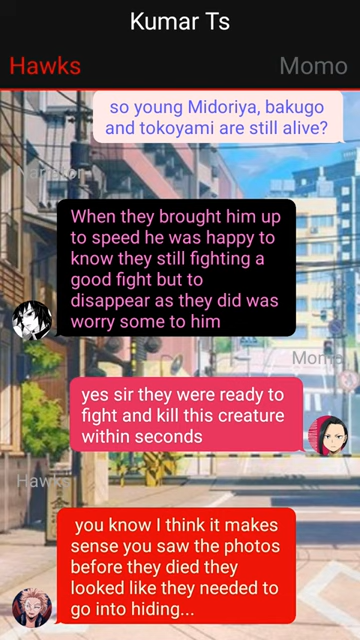 Kumar Ts
Hawks
Momo
so young Midoriya, bakugo
and tokoyami are still alive?
Narrator
When they brought him up
to speed he was happy to
know they still fighting a
good fight but to
disappear as they did was
worry some to him
Momo
yes sir they were ready to
fight and kill this creature
within seconds
Hawks
you know I think it makes
sense you saw the photos
before they died they
looked like they needed to
go into hiding...